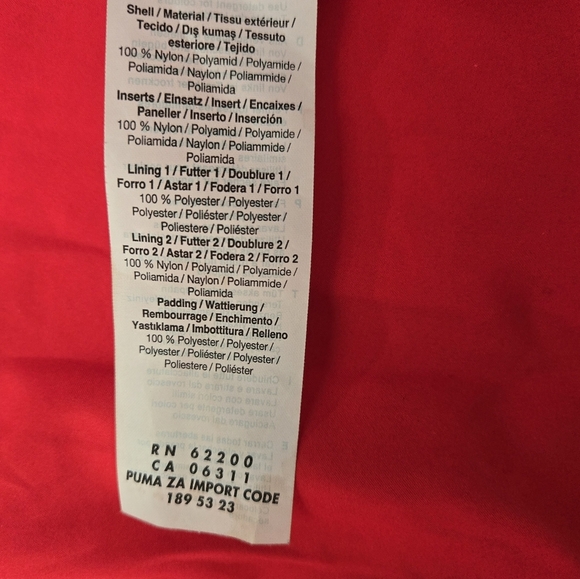 Shell / Material / Tissu extérieur /
Tecido / Dış kumaş / Tessuto
esteriore / Tejido
100 % Nylon / Polyamid / Polyamide /
Poliamida / Naylon / Poliammide /
Poliamida
Inserts / Einsatz / Insert / Encaixes /
Paneller / Inserto / Inserción
100 % Nylon / Polyamid / Polyamide /
Poliamida / Naylon / Poliammide /
Poliamida
Lining 1 / Futter 1 / Doublure 1 /
Forro 1 / Astar 1 / Fodera 1 / Forro 1
100 % Polyester / Polyester /
Polyester / Poliéster / Polyester /
Poliestere / Poliéster
Lining 2 / Futter 2 / Doublure 2 /
Forro 2 / Astar 2 / Fodera 2 / Forro 2
100 % Nylon / Polyamid / Polyamide /
Poliamida / Naylon / Poliammide /
Poliamida
Padding / Wattierung /
Rembourrage / Enchimento /
Yastıklama / Imbottitura / Relleno
100 % Polyester / Polyester /
Polyester / Poliéster / Polyester /
Poliestere / Poliéster
RN 62200
CA 06311
PUMA ZA IMPORT CODE
189 53 23